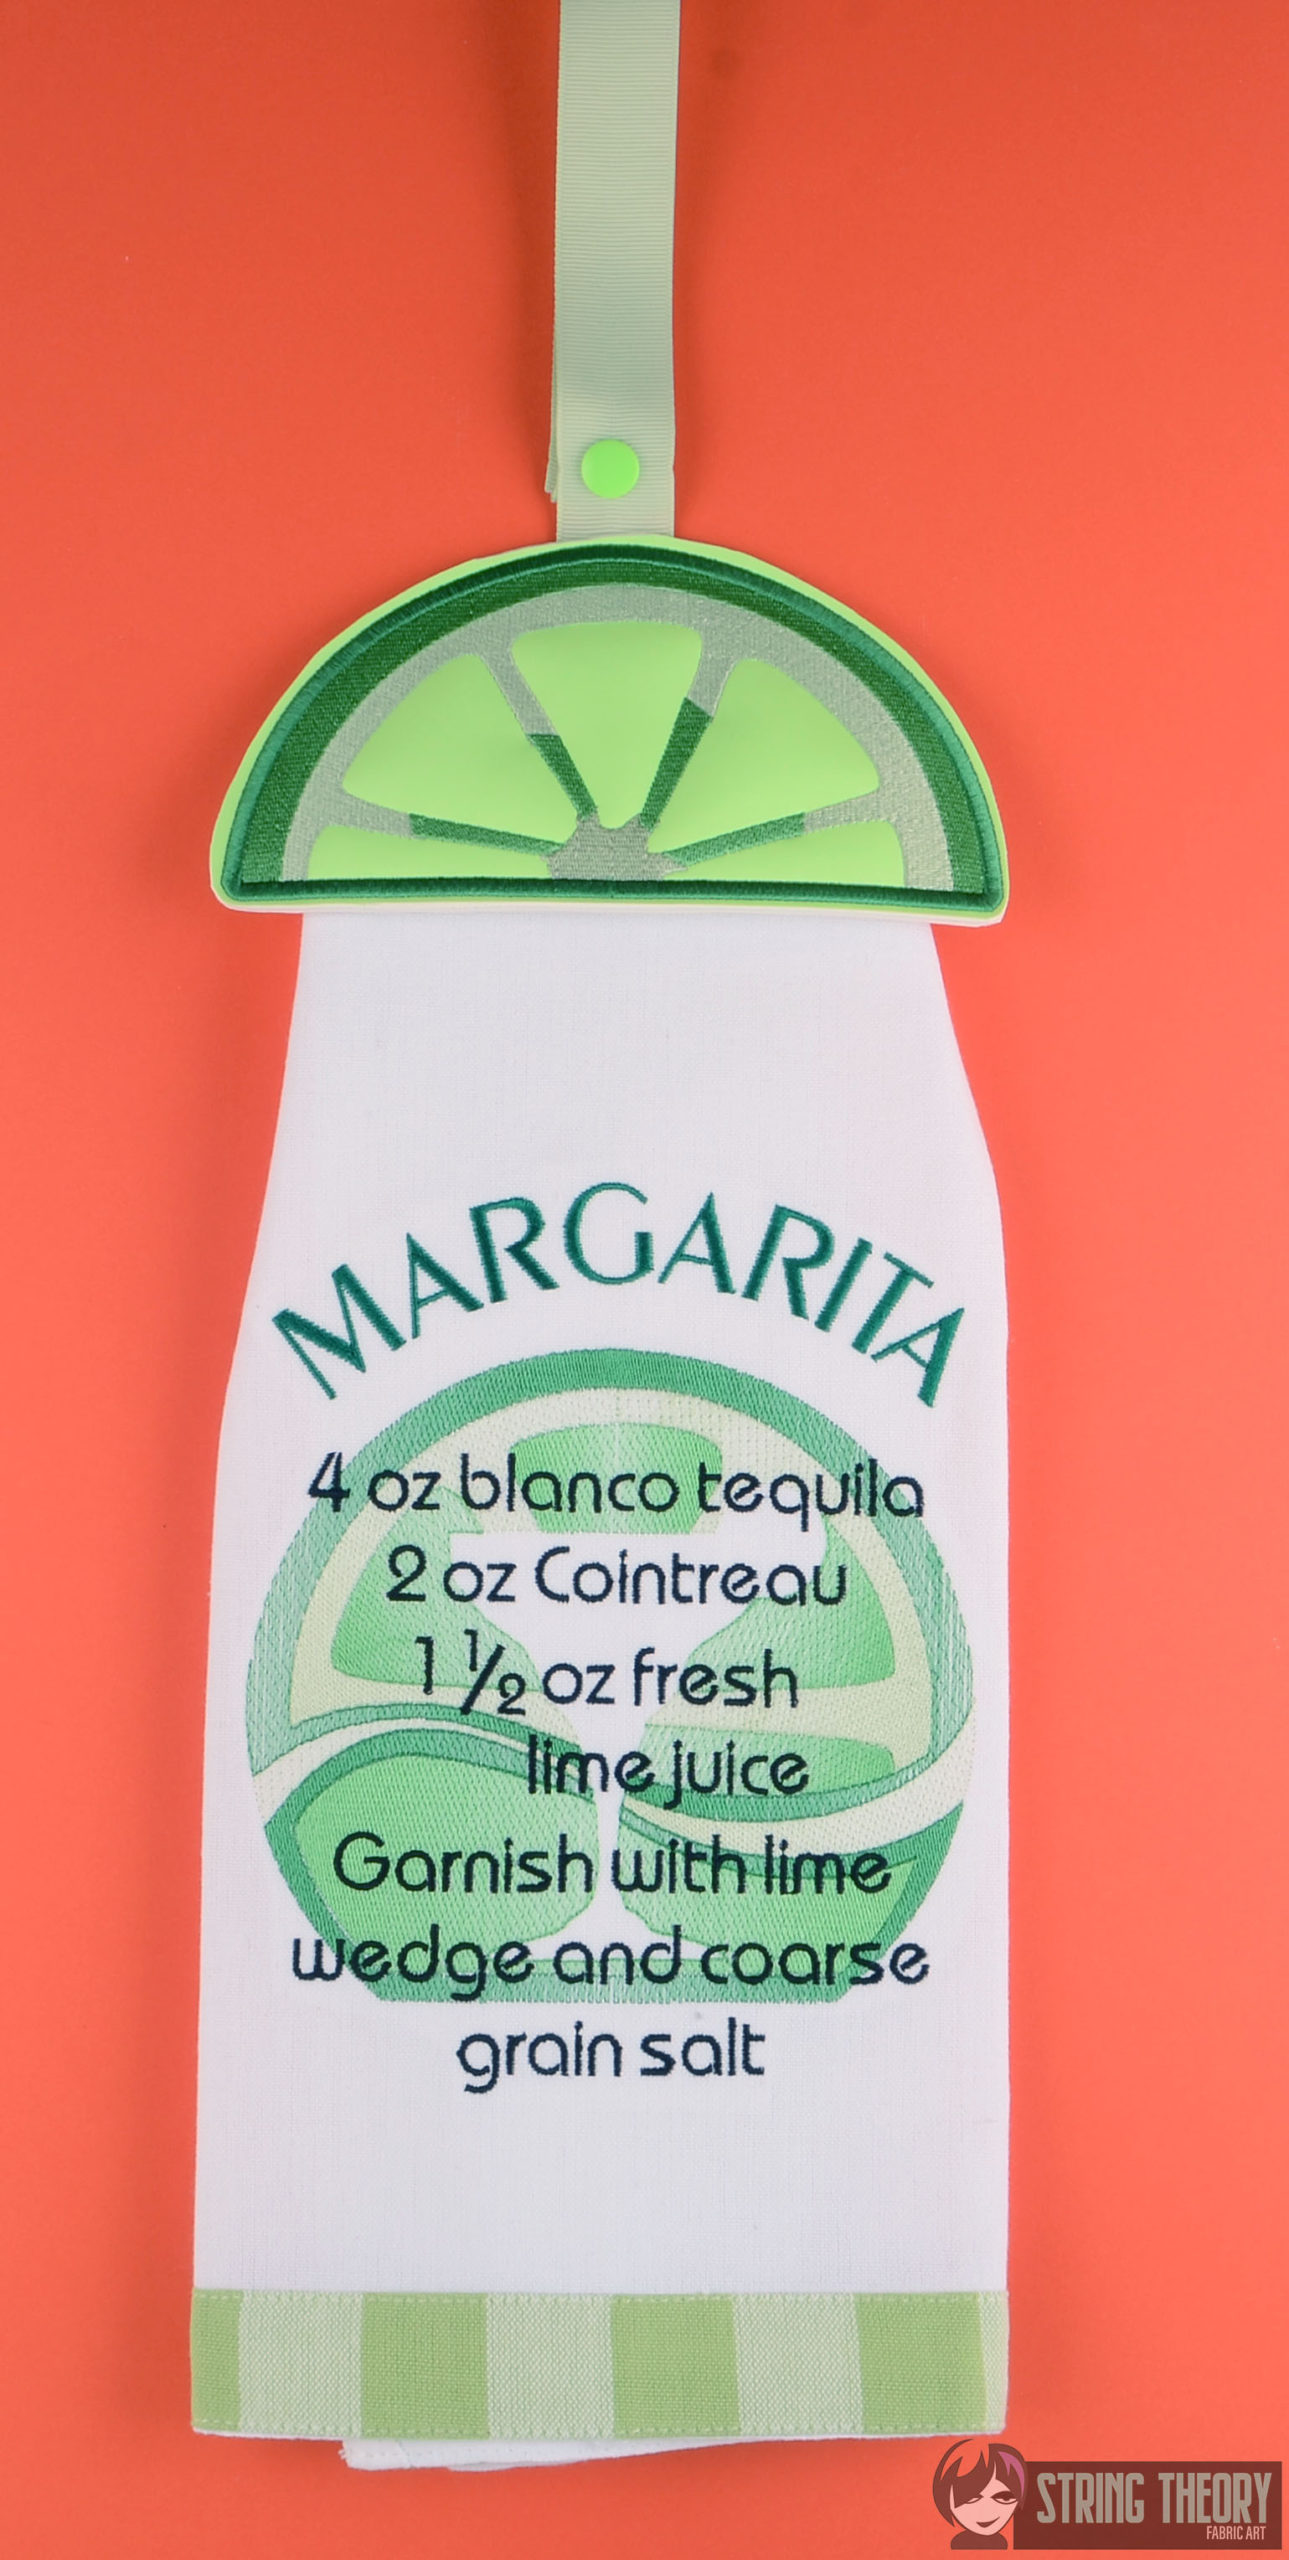 MARGARITA
4 oz blanco tequila
2 oz Cointreau
1 1/2 oz fresh
lime juice
Garnish with lime
wedge and coarse
grain salt
STRING THEORY
FABRIC ART